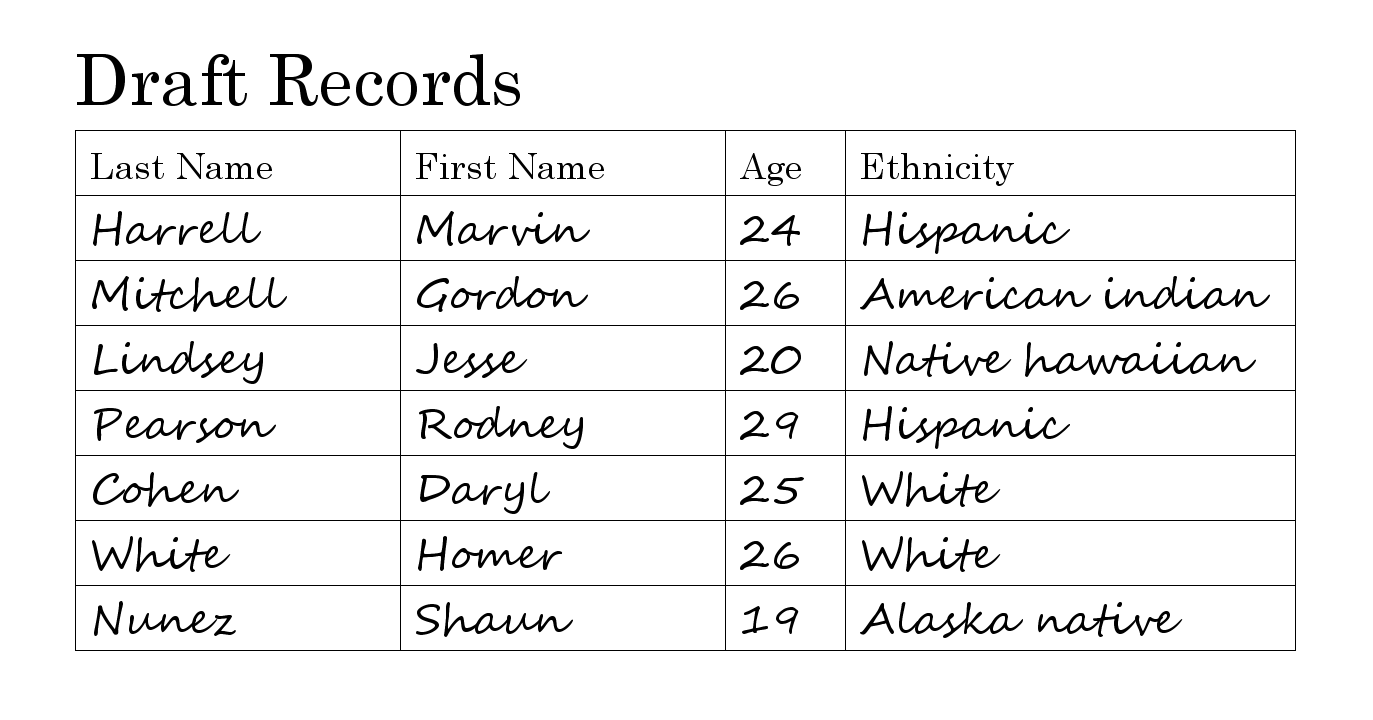 Draft Records
Last Name First Name Age Ethnicity
Harrell Marvin 24 Hispanic
Mitchell Gordon 26 American indian
Lindsey Jesse 20 Native hawaiian
Pearson Rodney 29 Hispanic
Cohen Daryl 25 White
White Homer 26 White
Nunez Shaun 19 Alaska native